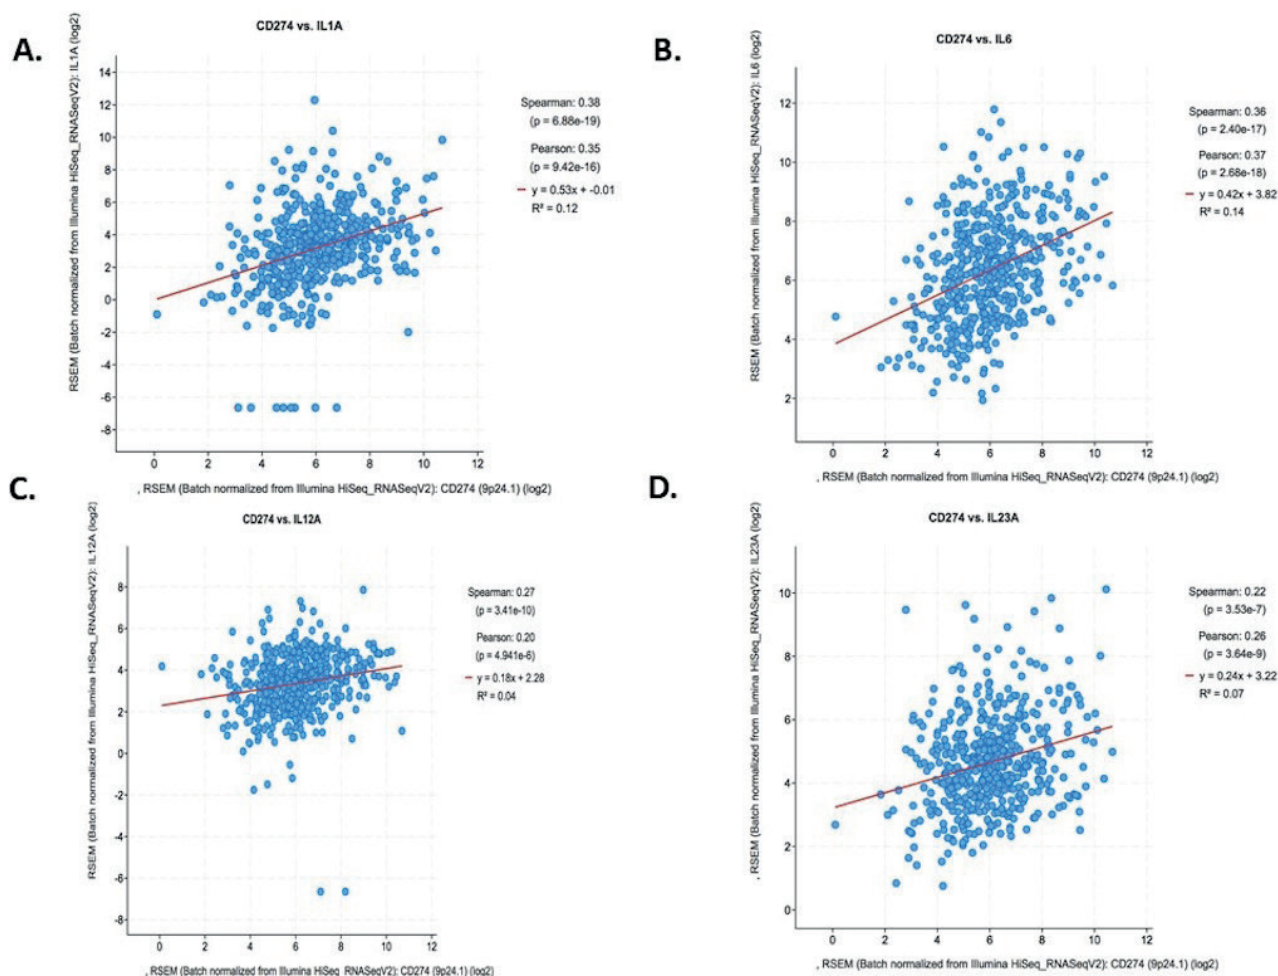 A.
CD274 vs. IL1A
RSEM (Batch normalized from Illumina HiSeq_RNASeqV2): IL1A (log2)
14
12
10
8
6
4
2
0
-2
-4
-6
-8
0 2 4 6 8 10 12
, RSEM (Batch normalized from Illumina HiSeq_RNASeqV2): CD274 (9p24.1) (log2)
Spearman: 0.38
(p = 6.88e-19)
Pearson: 0.35
(p = 9.42e-16)
y = 0.53x + -0.01
R² = 0.12
B.
CD274 vs. IL6
RSEM (Batch normalized from Illumina HiSeq_RNASeqV2): IL6 (log2)
12
10
8
6
4
2
0 2 4 6 8 10 12
, RSEM (Batch normalized from Illumina HiSeq_RNASeqV2): CD274 (9p24.1) (log2)
Spearman: 0.36
(p = 2.40e-17)
Pearson: 0.37
(p = 2.68e-18)
y = 0.42x + 3.82
R² = 0.14
C.
CD274 vs. IL12A
RSEM (Batch normalized from Illumina HiSeq_RNASeqV2): IL12A (log2)
8
6
4
2
0
-2
-4
-6
-8
0 2 4 6 8 10 12
, RSEM (Batch normalized from Illumina HiSeq_RNASeqV2): CD274 (9p24.1) (log2)
Spearman: 0.27
(p = 3.41e-10)
Pearson: 0.20
(p = 4.941e-6)
y = 0.18x + 2.28
R² = 0.04
D.
CD274 vs. IL23A
, RSEM (Batch normalized from Illumina HiSeq_RNASeqV2): IL23A (log2)
10
8
6
4
2
0
0 2 4 6 8 10 12
, RSEM (Batch normalized from Illumina HiSeq_RNASeqV2): CD274 (9p24.1) (log2)
Spearman: 0.22
(p = 3.53e-7)
Pearson: 0.26
(p = 3.64e-9)
y = 0.24x + 3.22
R² = 0.07